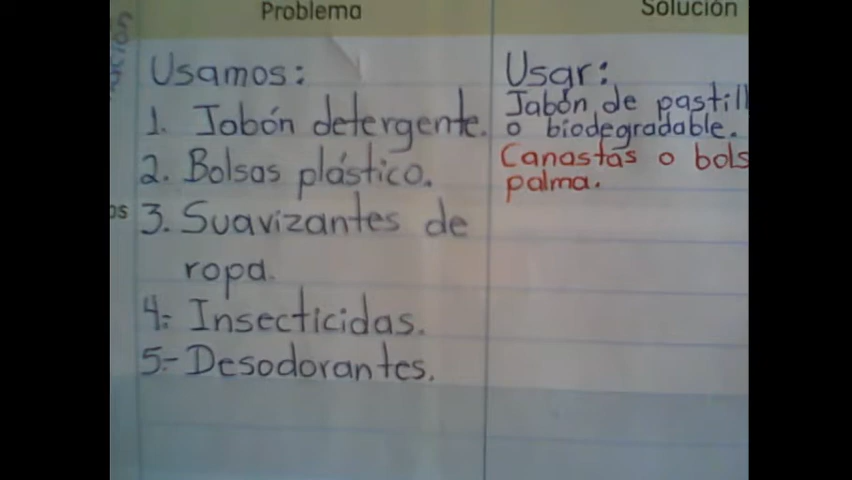 Problema
Solución
Usamos:
1. Jabón detergente.
2. Bolsas plástico.
3. Suavizantes de
ropa.
4.- Insecticidas.
5.- Desodorantes.
Usar:
Jabón de pastill
o biodegradable.
Canastas o bols
palma.